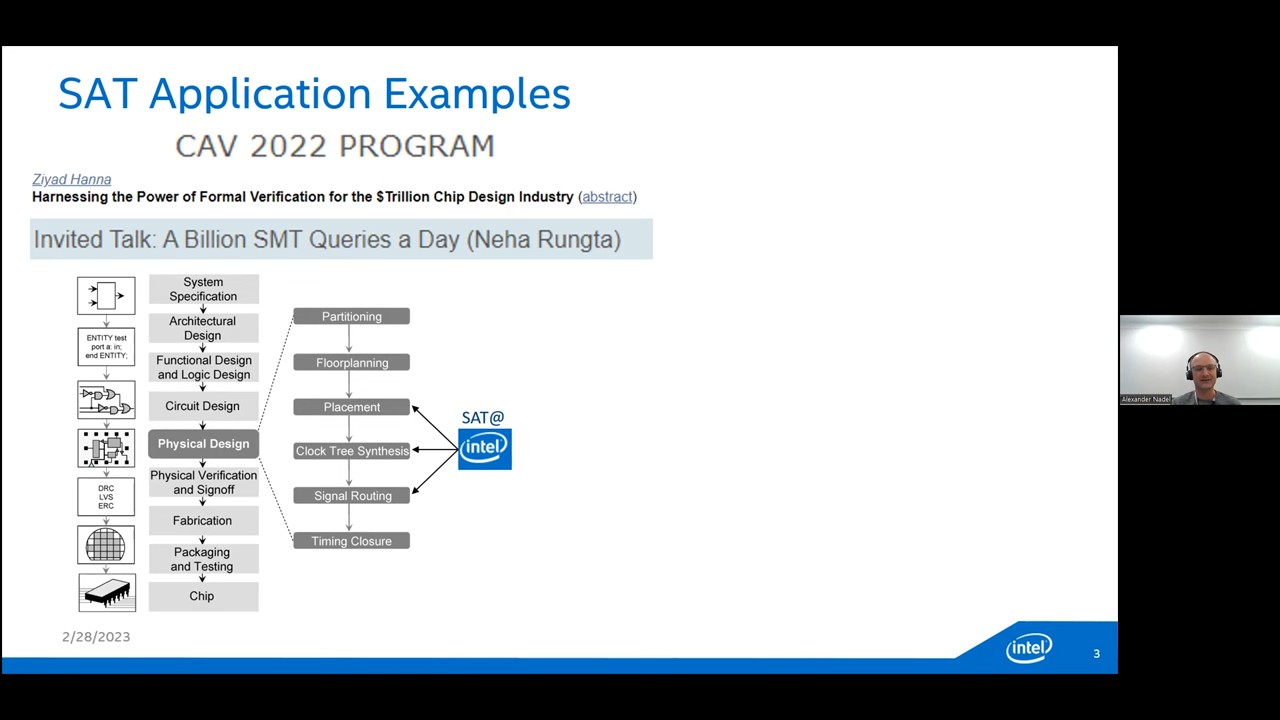 SAT Application Examples
CAV 2022 PROGRAM
Ziyad Hanna
Harnessing the Power of Formal Verification for the $Trillion Chip Design Industry (abstract)
Invited Talk: A Billion SMT Queries a Day (Neha Rungta)
ENTITY test
port a: in;
end ENTITY;
DRC
LVS
ERC
System
Specification
Architectural
Design
Functional Design
and Logic Design
Circuit Design
Physical Design
Physical Verification
and Signoff
Fabrication
Packaging
and Testing
Chip
Partitioning
Floorplanning
Placement
Clock Tree Synthesis
Signal Routing
Timing Closure
SAT@
intel
Alexander Nadel
2/28/2023
intel
3